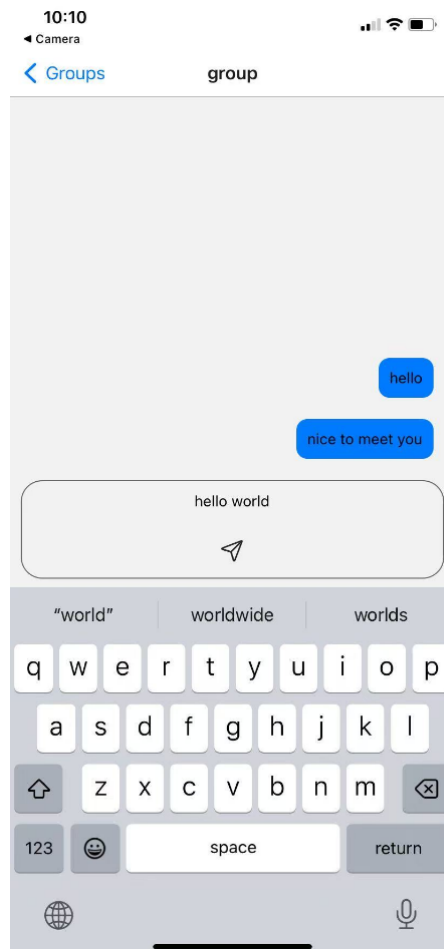 10:10
Camera
Groups group
hello
nice to meet you
hello world
“world” worldwide worlds
q w e r t y u i o p
a s d f g h j k l
z x c v b n m
123 space return